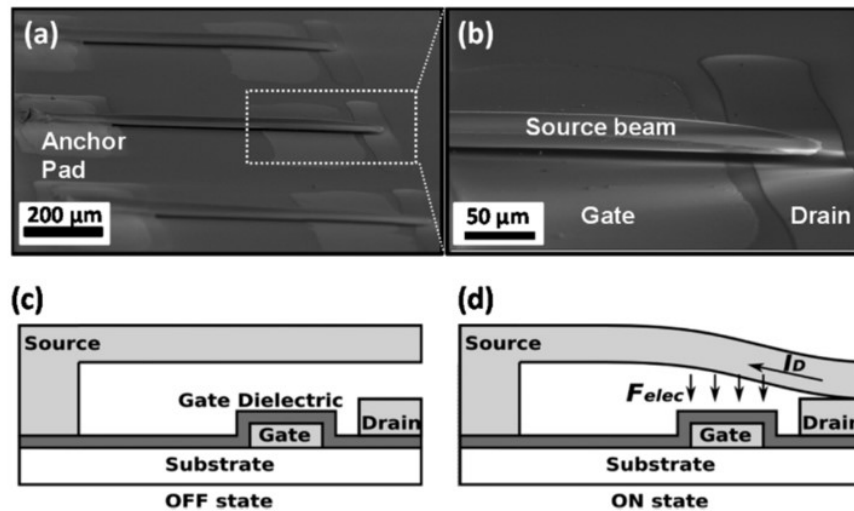 (a)
Anchor
Pad
200 μm
(b)
Source beam
Gate
Drain
50 μm
(c)
Source
Gate Dielectric
Gate
Drain
Substrate
OFF state
(d)
I_D
F_elec
Gate
Drain
Substrate
ON state